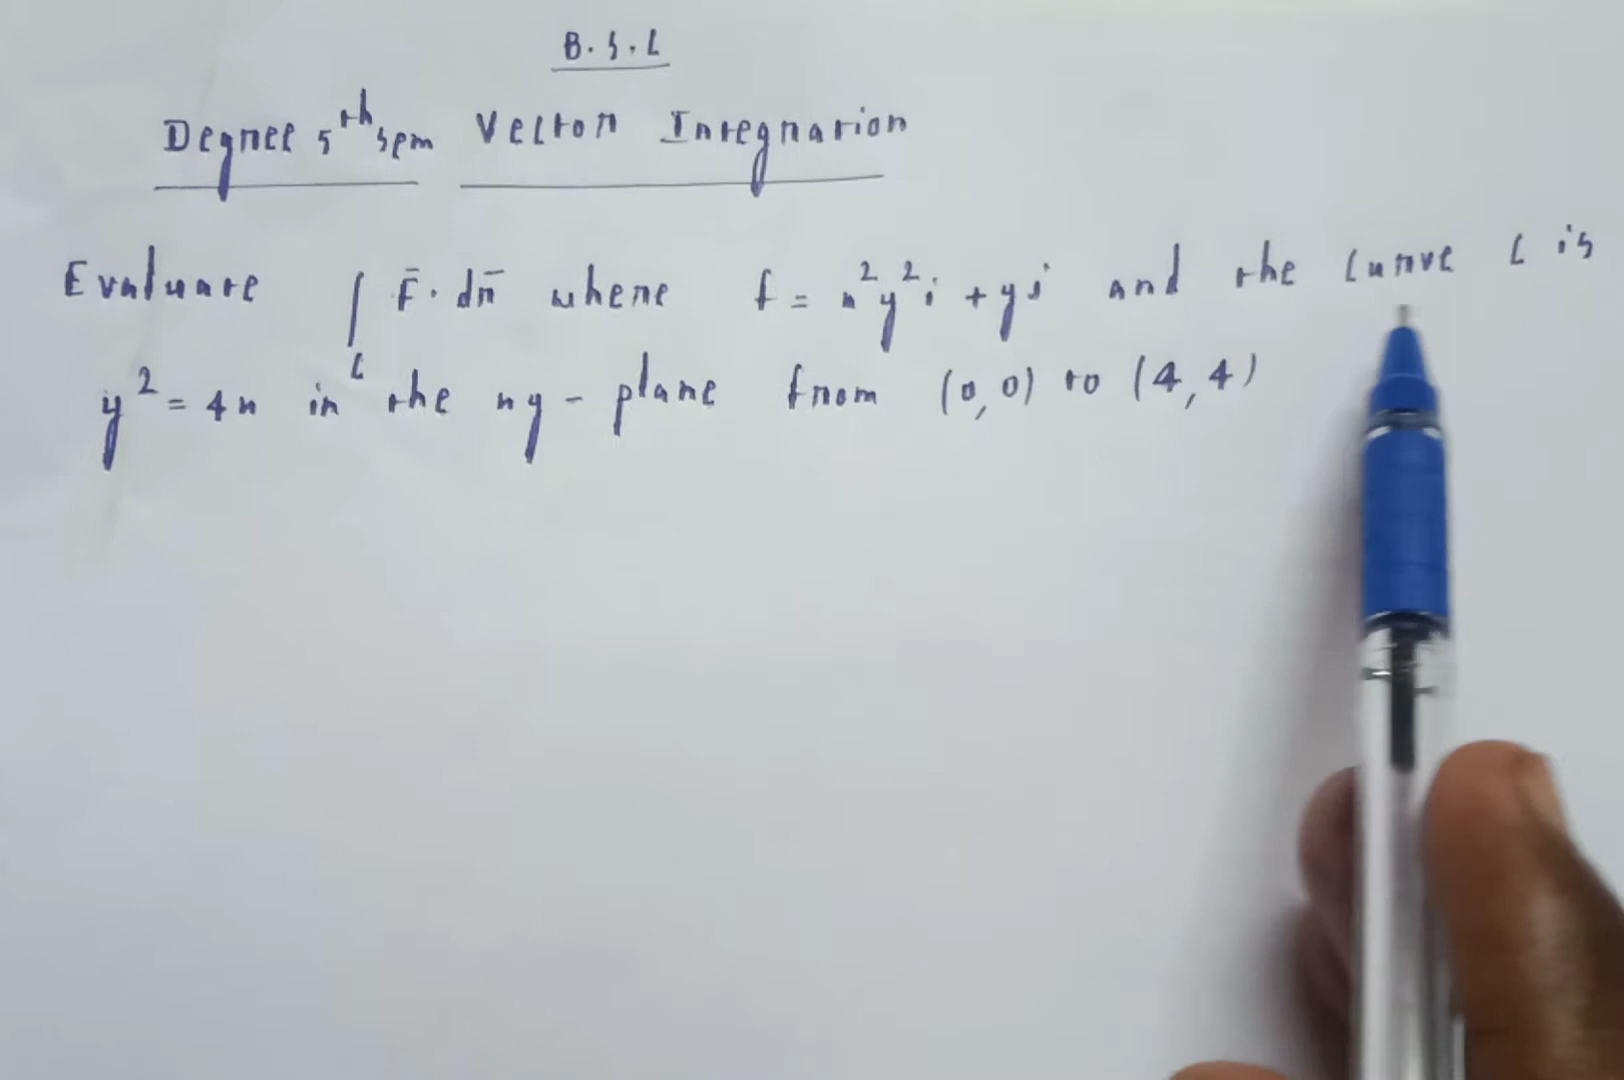 B.S.C
Degree 5th sem Vector Integration
Evaluate ∫c F̄. dr̄ where f = x²y²i + yj and the curve C is
y² = 4x in the xy - plane from (0,0) to (4,4)